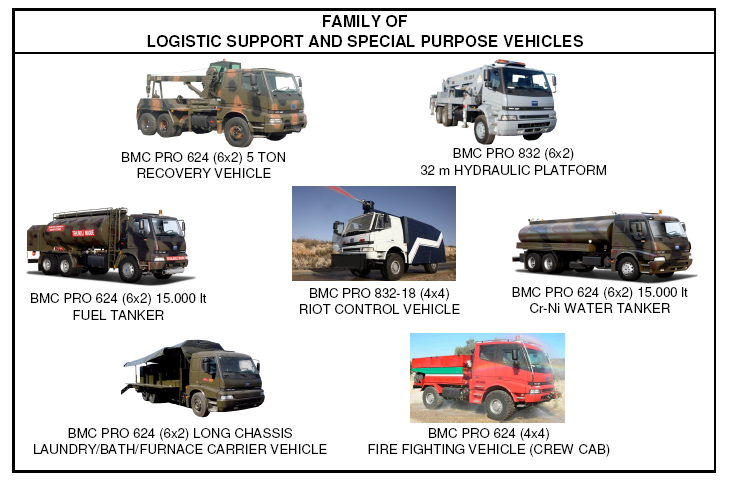 FAMILY OF
LOGISTIC SUPPORT AND SPECIAL PURPOSE VEHICLES
BMC PRO 624 (6x2) 5 TON
RECOVERY VEHICLE
BMC PRO 832 (6x2)
32 m HYDRAULIC PLATFORM
BMC PRO 624 (6x2) 15.000 lt
FUEL TANKER
BMC PRO 832-18 (4x4)
RIOT CONTROL VEHICLE
BMC PRO 624 (6x2) 15.000 lt
Cr-Ni WATER TANKER
BMC PRO 624 (6x2) LONG CHASSIS
LAUNDRY/BATH/FURNACE CARRIER VEHICLE
BMC PRO 624 (4x4)
FIRE FIGHTING VEHICLE (CREW CAB)